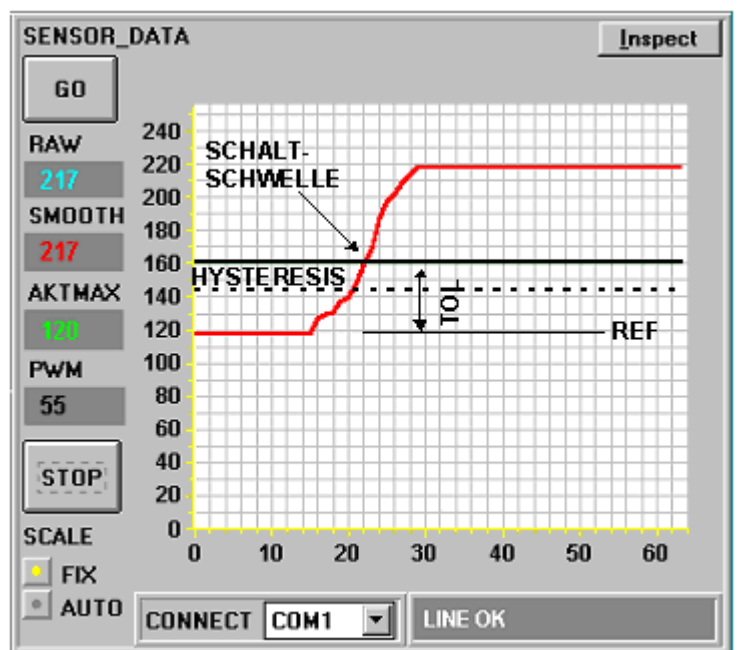 SENSOR_DATA
Inspect
GO
RAW
217
SMOOTH
217
AKTMAX
120
PWM
55
STOP
SCALE
FIX
AUTO
240
220
200
180
160
140
120
100
80
60
40
20
0
0 10 20 30 40 50 60
SCHALT-
SCHWELLE
HYSTERESIS
TOL
REF
CONNECT COM1
LINE OK